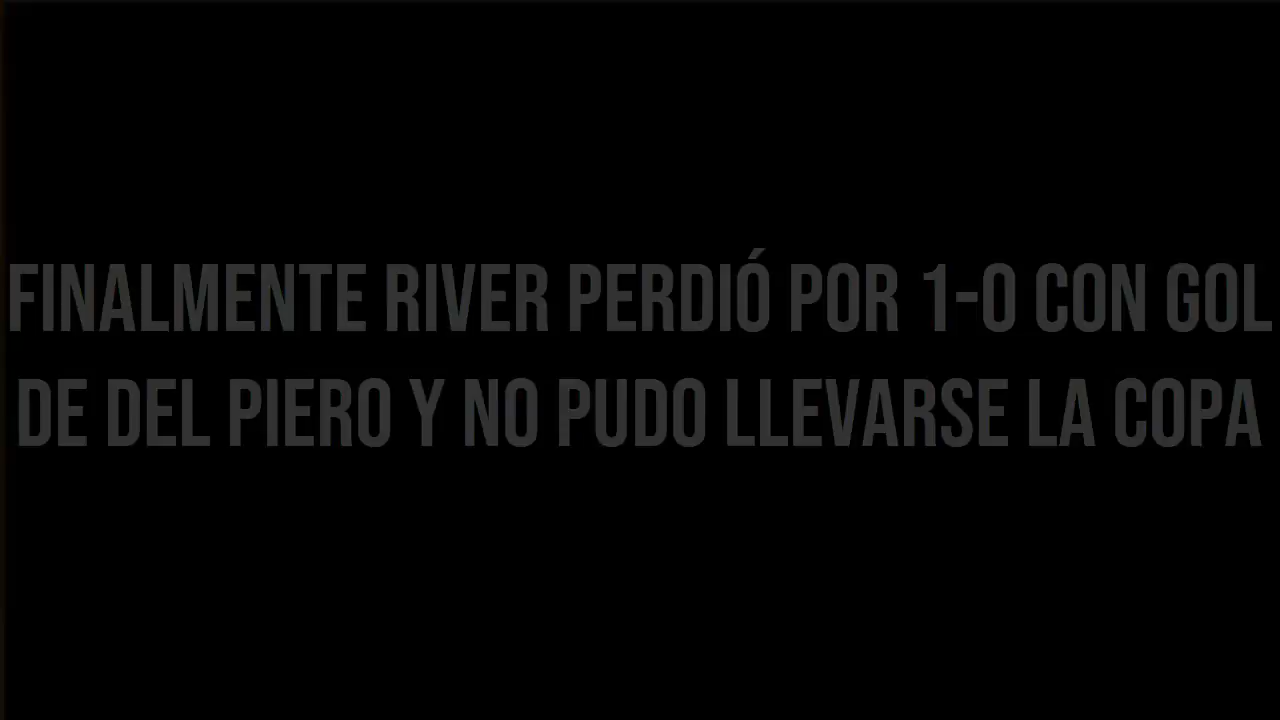 FINALMENTE RIVER PERDIÓ POR 1-0 CON GOL
DE DEL PIERO Y NO PUDO LLEVARSE LA COPA